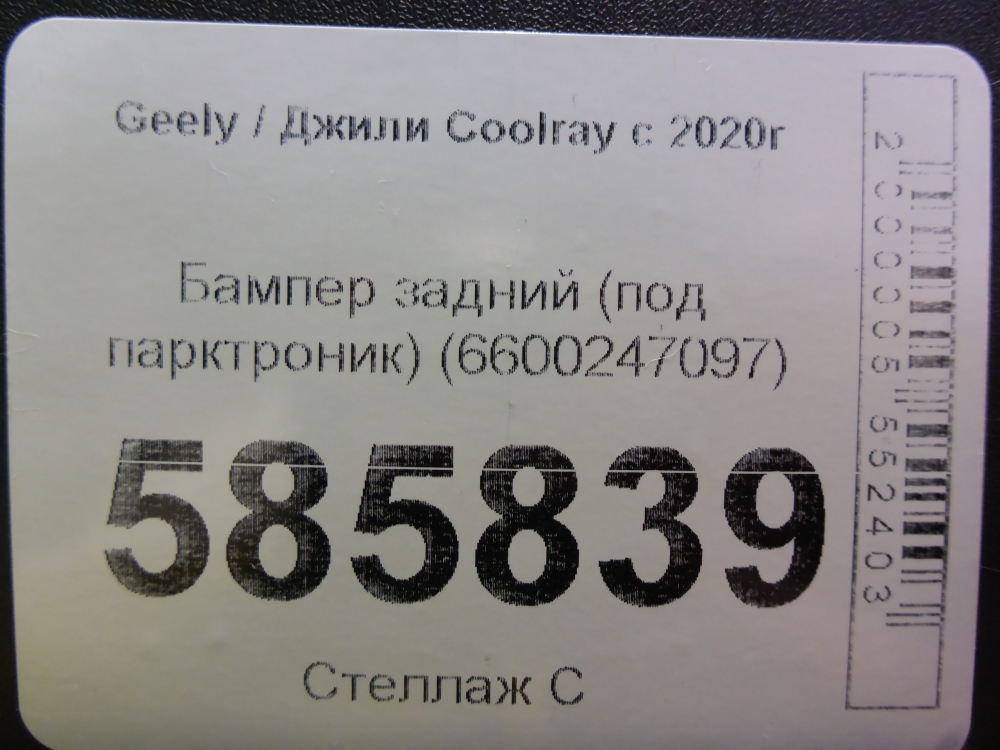 Geely / Джили Coolray с 2020г
Бампер задний (под
парктроник) (6600247097)
585839
Стеллаж С
2000005552403